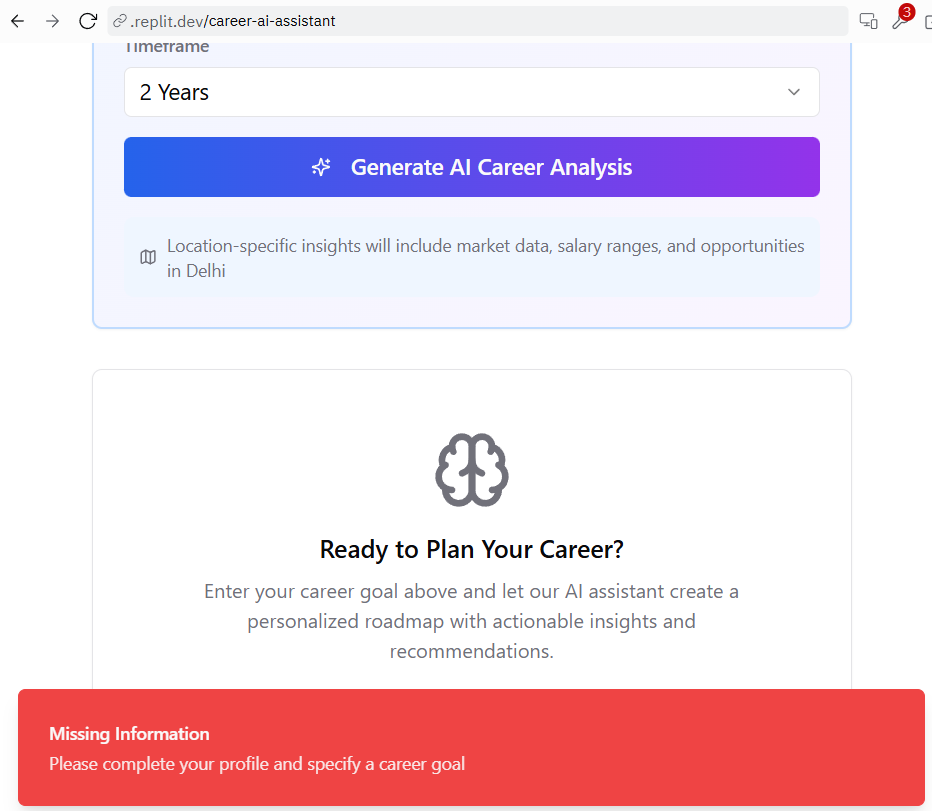 .replit.dev/career-ai-assistant
3
Timeframe
2 Years
Generate AI Career Analysis
Location-specific insights will include market data, salary ranges, and opportunities
in Delhi
Ready to Plan Your Career?
Enter your career goal above and let our AI assistant create a
personalized roadmap with actionable insights and
recommendations.
Missing Information
Please complete your profile and specify a career goal